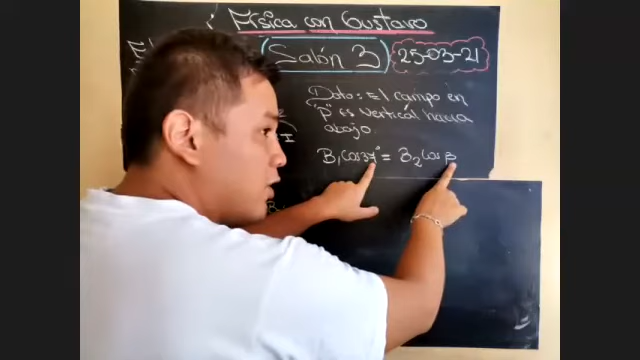 Física con Gustavo
Salón 3
25-03-21
Dato: El campo en
"P" es vertical hacia
abajo.
B₁cos37° = B₂cosβ
I
B